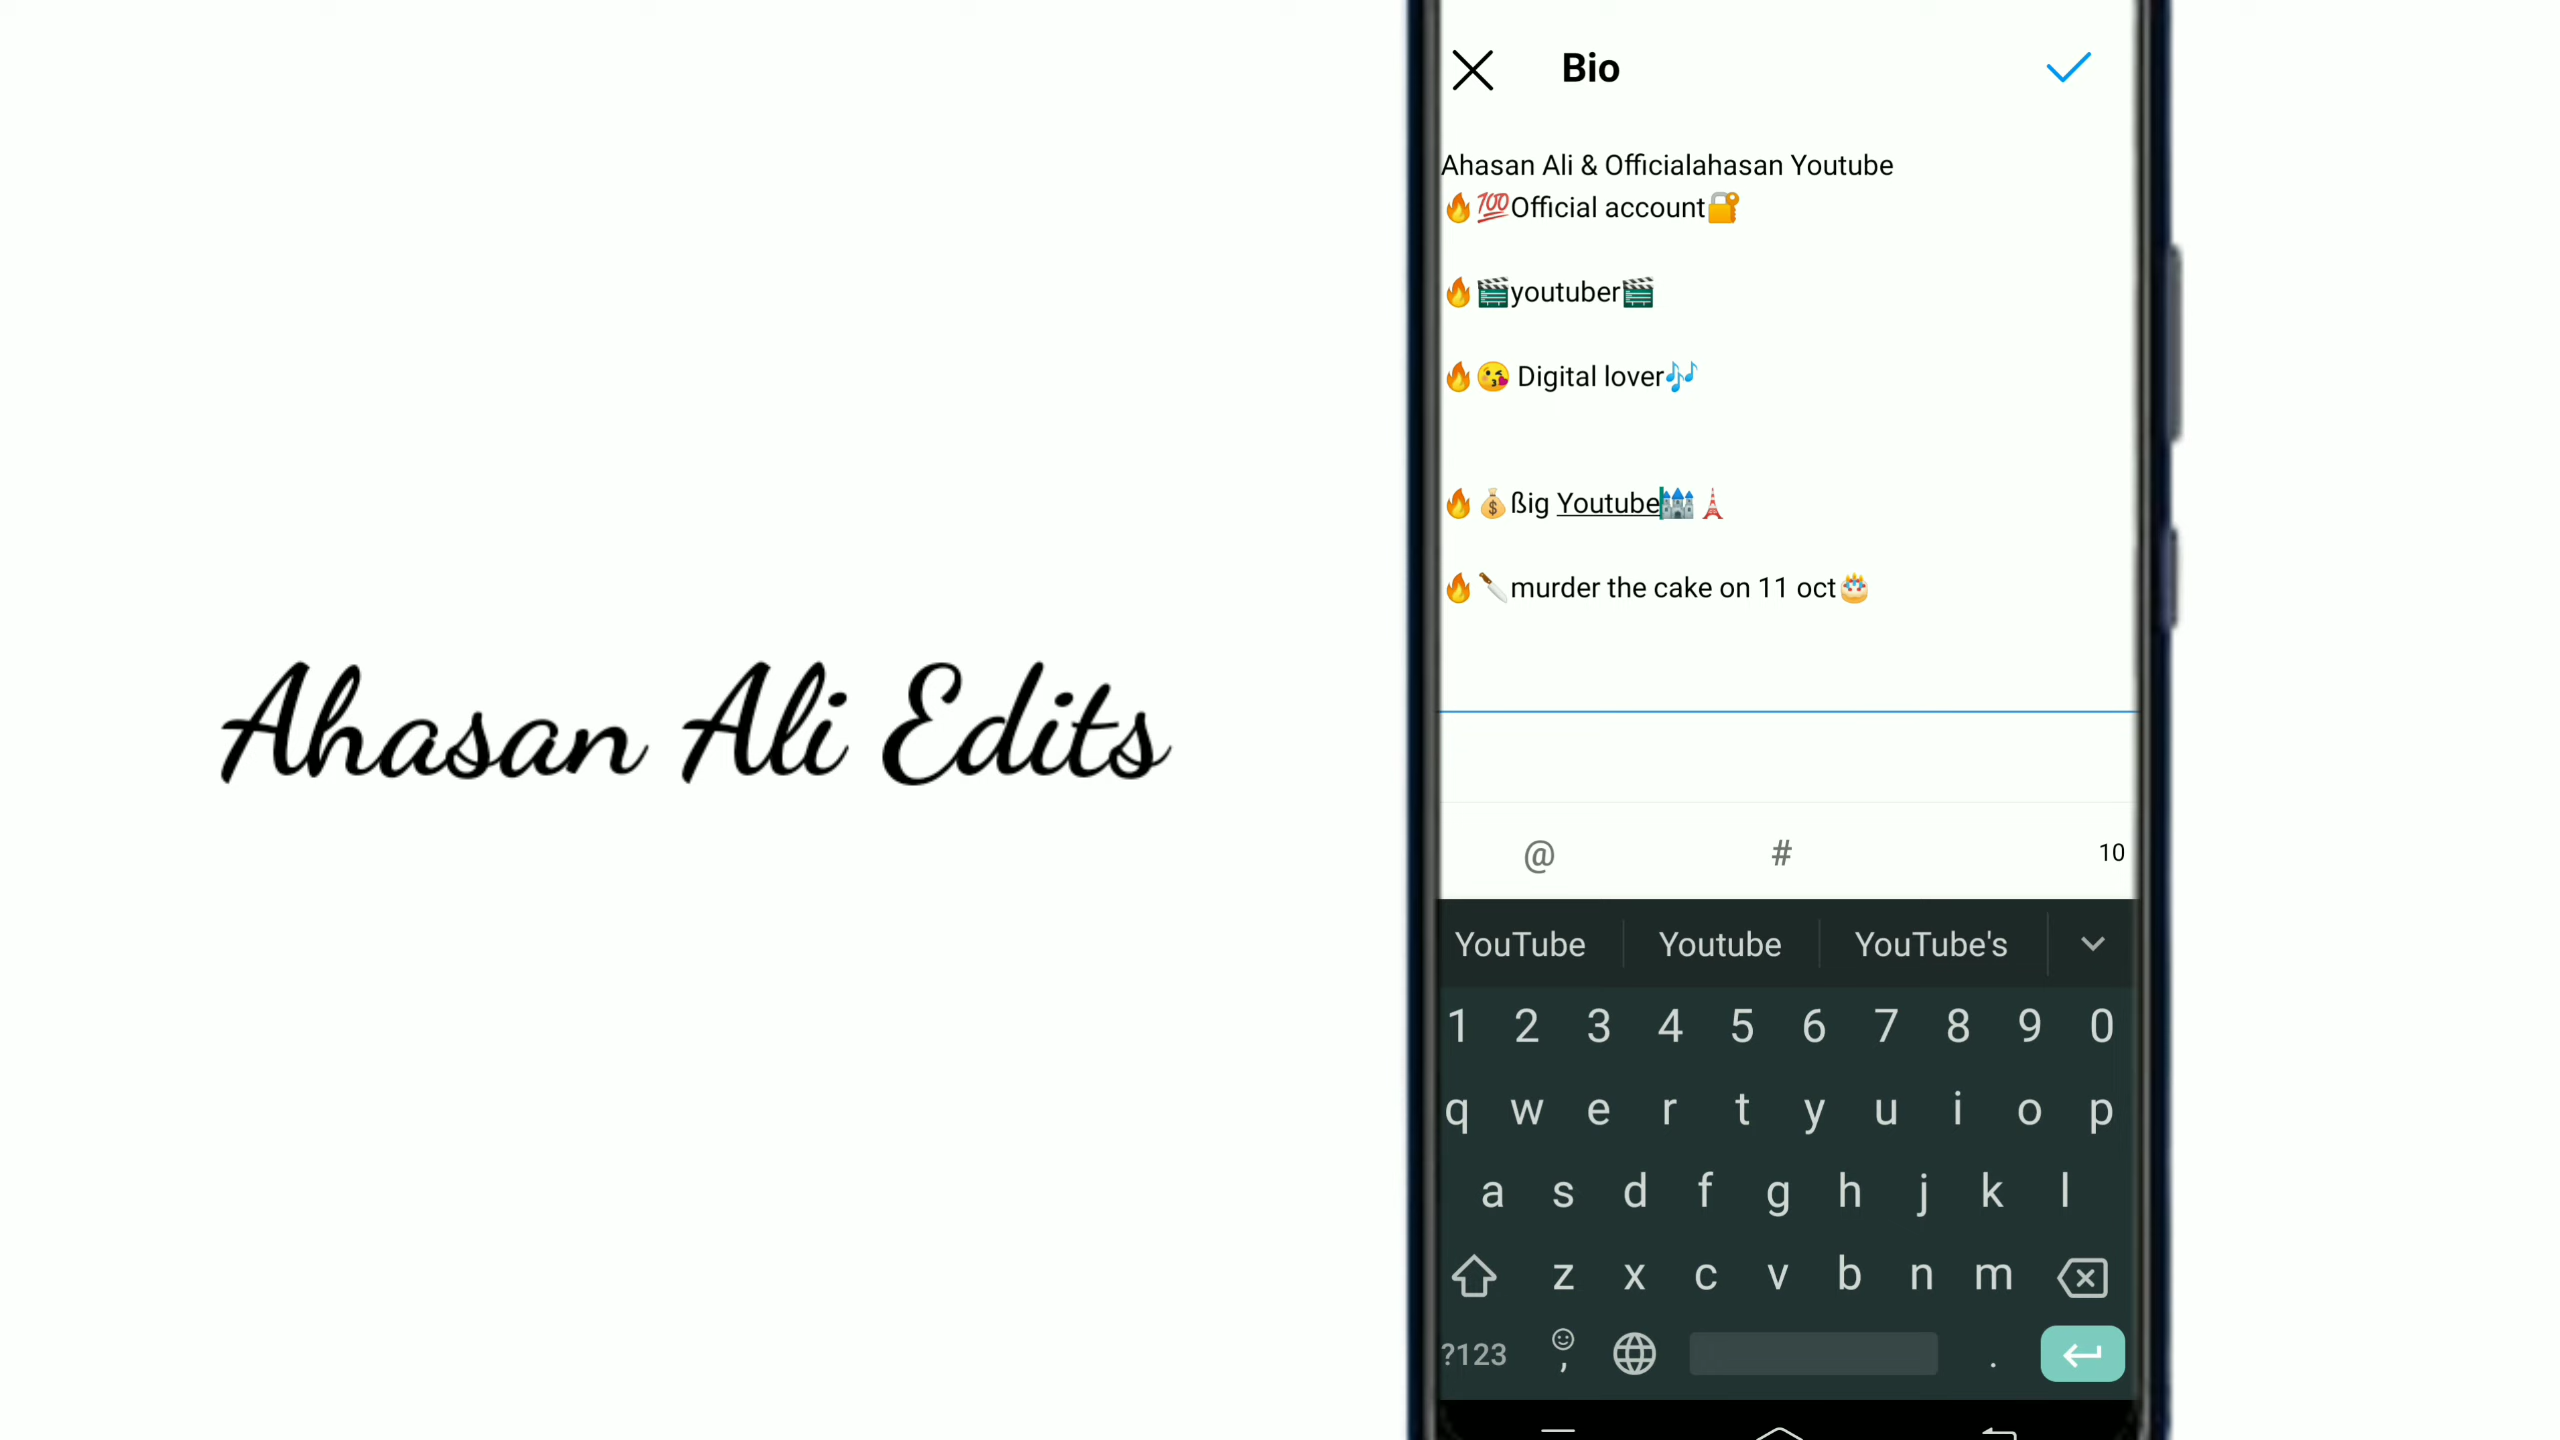 Ahasan Ali Edits
Bio
Ahasan Ali & Officialahasan Youtube
🔥💯Official account🔐
🔥🎬youtuber🎬
🔥😘 Digital lover🎶
🔥💰ßig Youtube🏰🗼
🔥🔪murder the cake on 11 oct🎂
@ # 10
YouTube Youtube YouTube's
1 2 3 4 5 6 7 8 9 0
q w e r t y u i o p
a s d f g h j k l
z x c v b n m
?123 , .